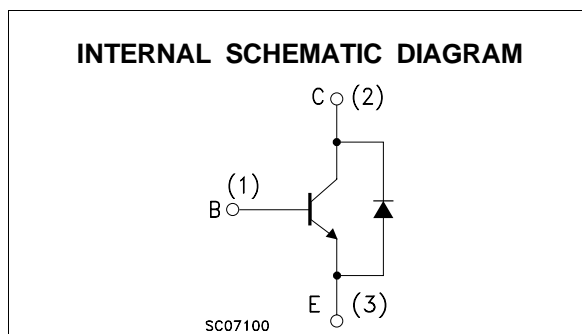 INTERNAL SCHEMATIC DIAGRAM
C (2)
(1)
B
E (3)
SC07100